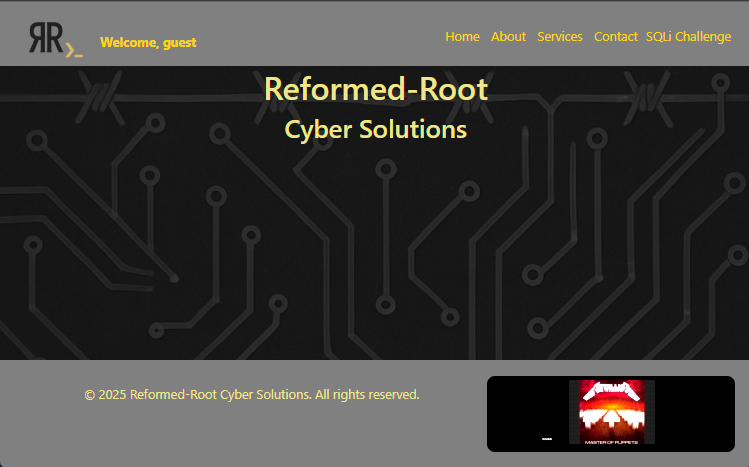 ЯR
Welcome, guest
Home About Services Contact SQLi Challenge
Reformed-Root
Cyber Solutions
© 2025 Reformed-Root Cyber Solutions. All rights reserved.
METALLICA
MASTER OF PUPPETS